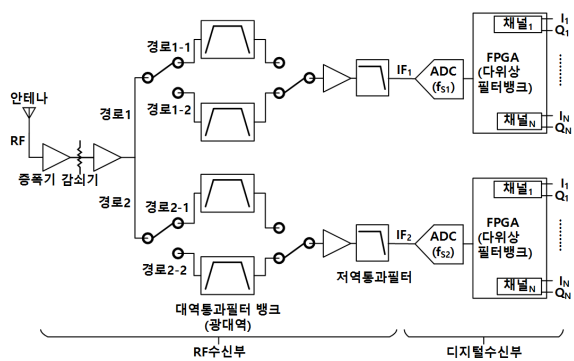 안테나
RF
증폭기
감쇠기
경로1
경로2
경로1-1
경로1-2
경로2-1
경로2-2
대역통과필터 뱅크
(광대역)
IF₁
ADC
(fS1)
FPGA
(다위상
필터뱅크)
채널₁
채널N
I₁
Q₁
IN
QN
저역통과필터
IF₂
ADC
(fS2)
FPGA
(다위상
필터뱅크)
채널₁
채널N
I₁
Q₁
IN
QN
RF수신부
디지털수신부